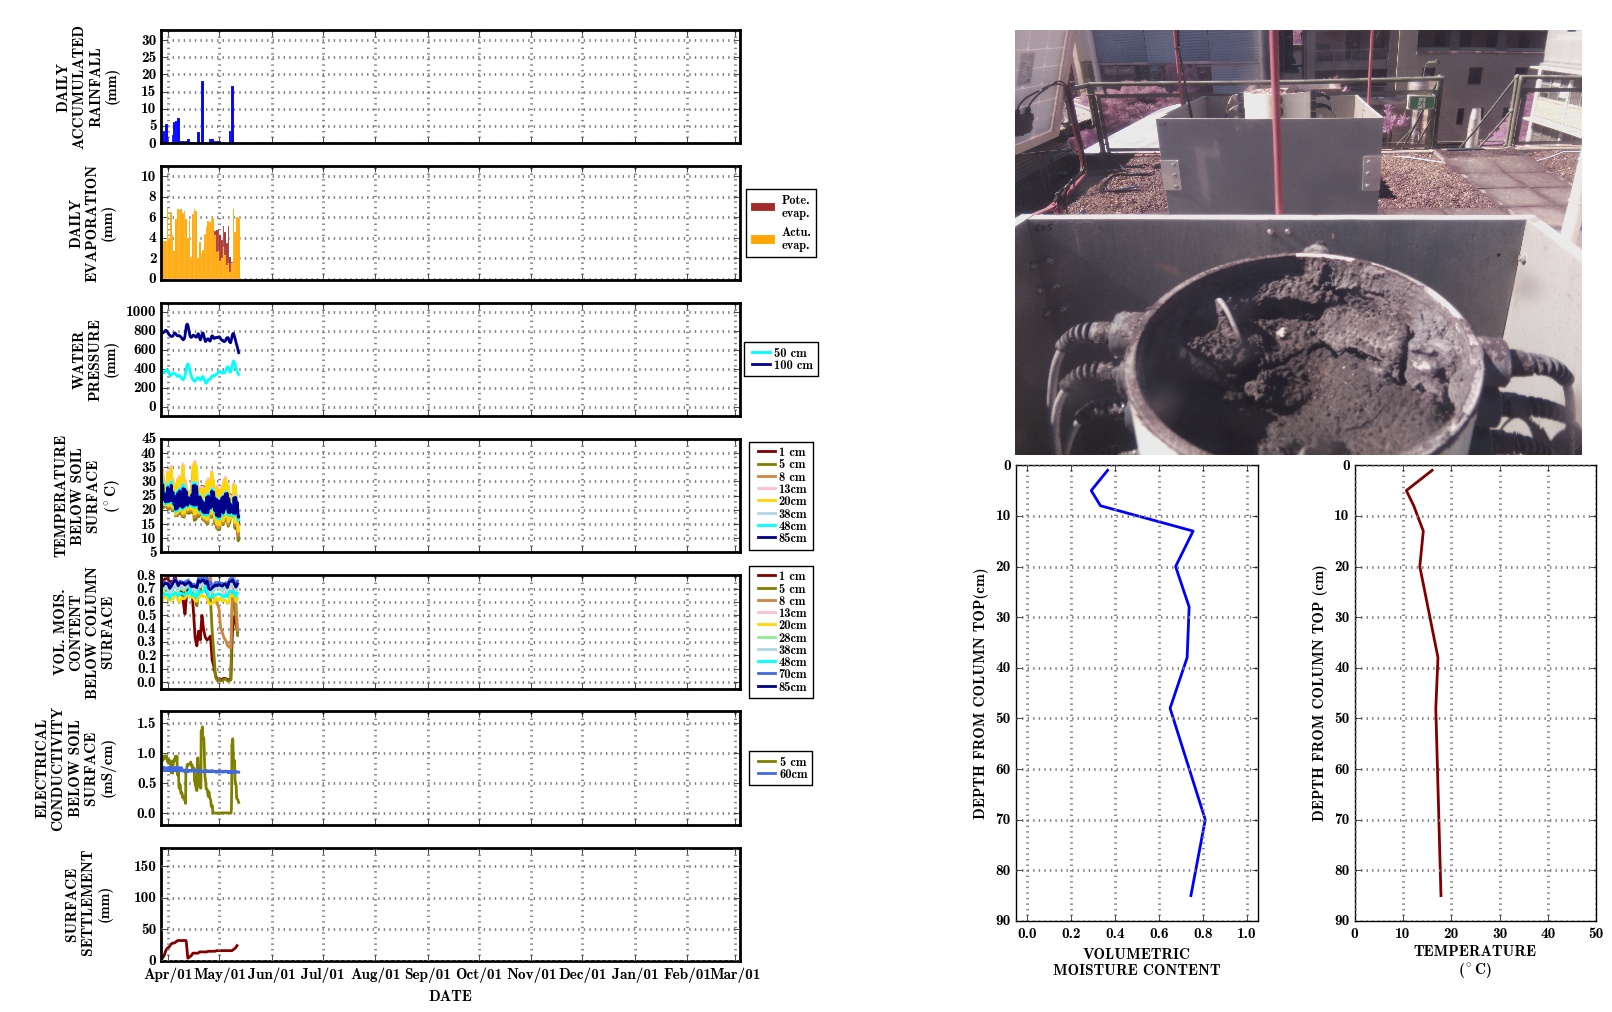 DAILY
ACCUMULATED
RAINFALL
(mm)
30
25
20
15
10
5
0
DAILY
EVAPORATION
(mm)
10
8
6
4
2
0
Pote.
evap.
Actu.
evap.
WATER
PRESSURE
(mm)
1000
800
600
400
200
0
50 cm
100 cm
TEMPERATURE
BELOW SOIL
SURFACE
(°C)
45
40
35
30
25
20
15
10
5
1 cm
5 cm
8 cm
13cm
20cm
38cm
48cm
85cm
VOL. MOIS.
CONTENT
BELOW COLUMN
SURFACE
0.8
0.7
0.6
0.5
0.4
0.3
0.2
0.1
0.0
1 cm
5 cm
8 cm
13cm
20cm
28cm
38cm
48cm
70cm
85cm
ELECTRICAL
CONDUCTIVITY
BELOW SOIL
SURFACE
(mS/cm)
1.5
1.0
0.5
0.0
5 cm
60cm
SURFACE
SETTLEMENT
(mm)
150
100
50
0
Apr/01 May/01 Jun/01 Jul/01 Aug/01 Sep/01 Oct/01 Nov/01 Dec/01 Jan/01 Feb/01 Mar/01
DATE
DEPTH FROM COLUMN TOP (cm)
0
10
20
30
40
50
60
70
80
90
0.0 0.2 0.4 0.6 0.8 1.0
VOLUMETRIC
MOISTURE CONTENT
DEPTH FROM COLUMN TOP (cm)
0
10
20
30
40
50
60
70
80
90
0 10 20 30 40 50
TEMPERATURE
(°C)